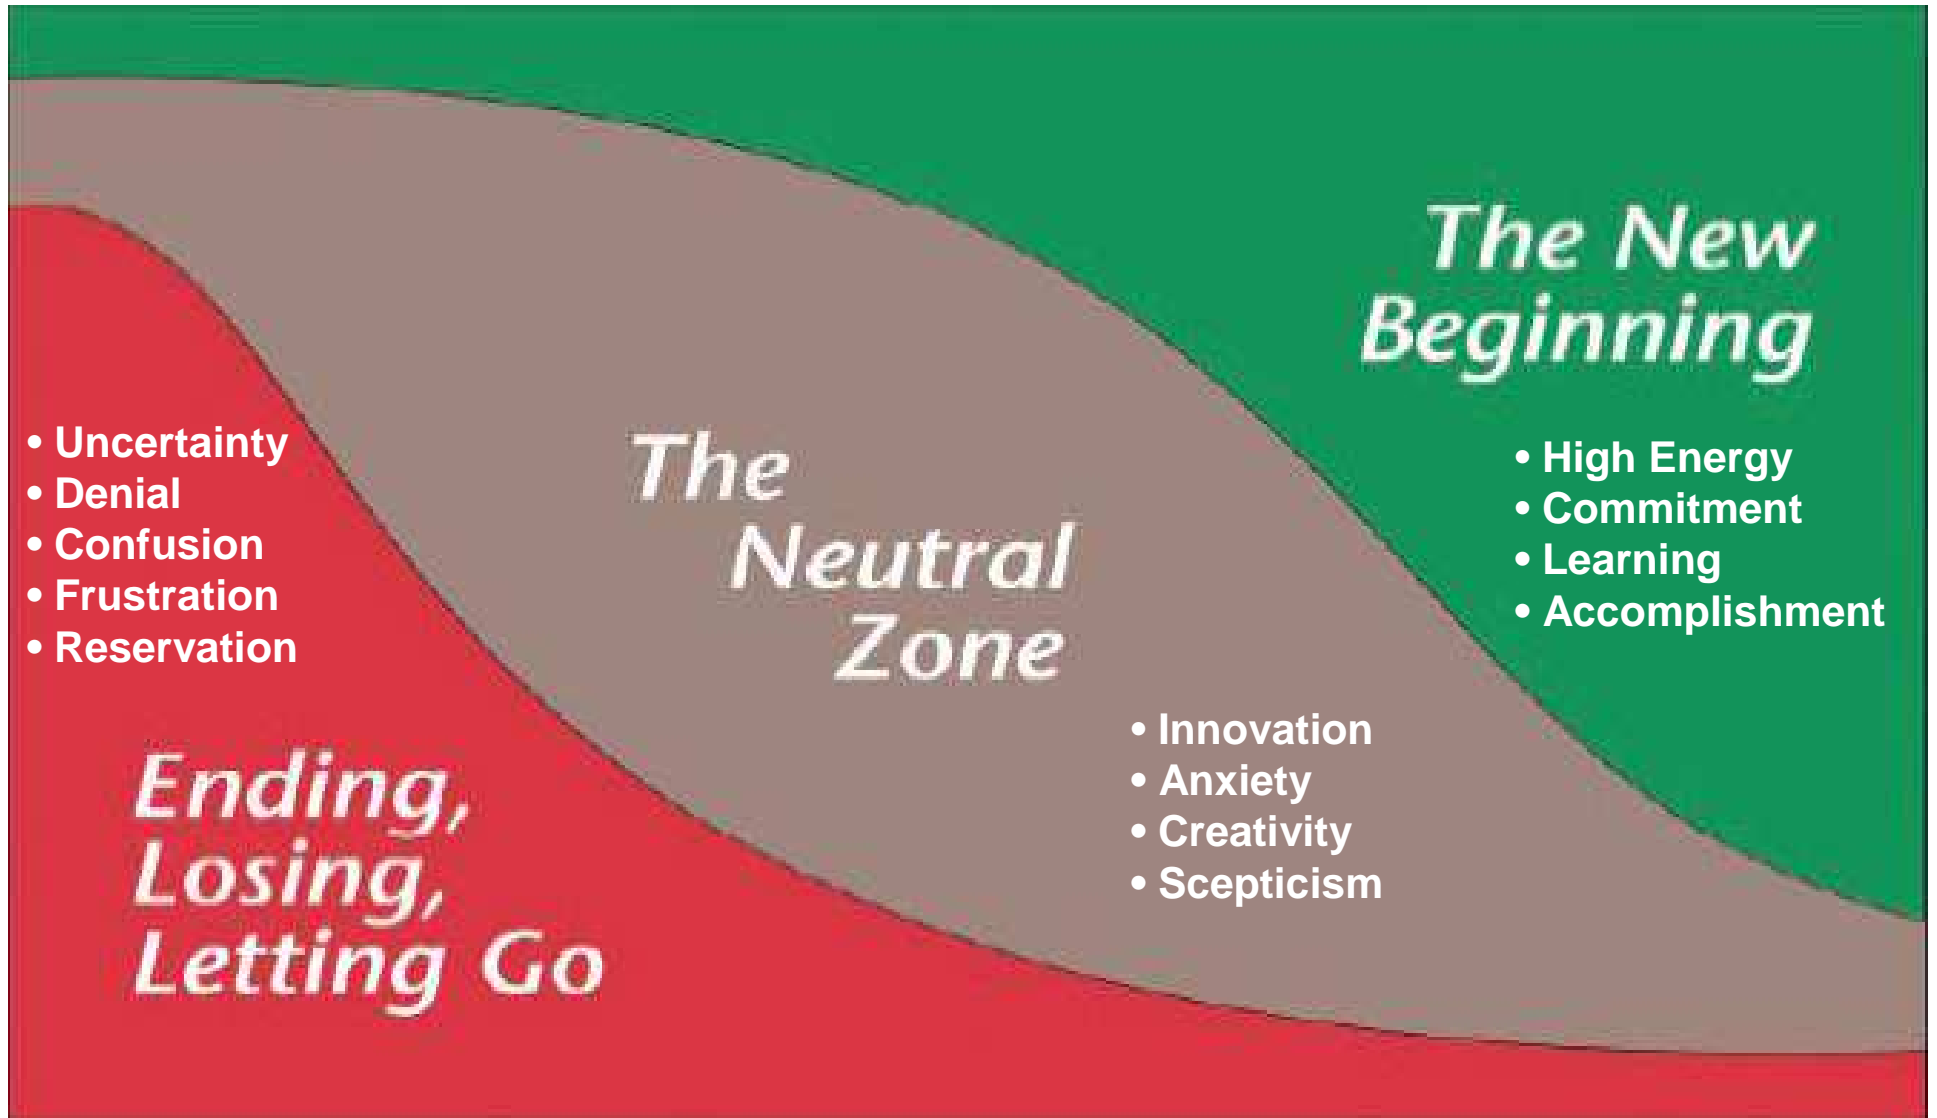 • Uncertainty
• Denial
• Confusion
• Frustration
• Reservation
Ending,
Losing,
Letting Go
The
Neutral
Zone
• Innovation
• Anxiety
• Creativity
• Scepticism
The New
Beginning
• High Energy
• Commitment
• Learning
• Accomplishment